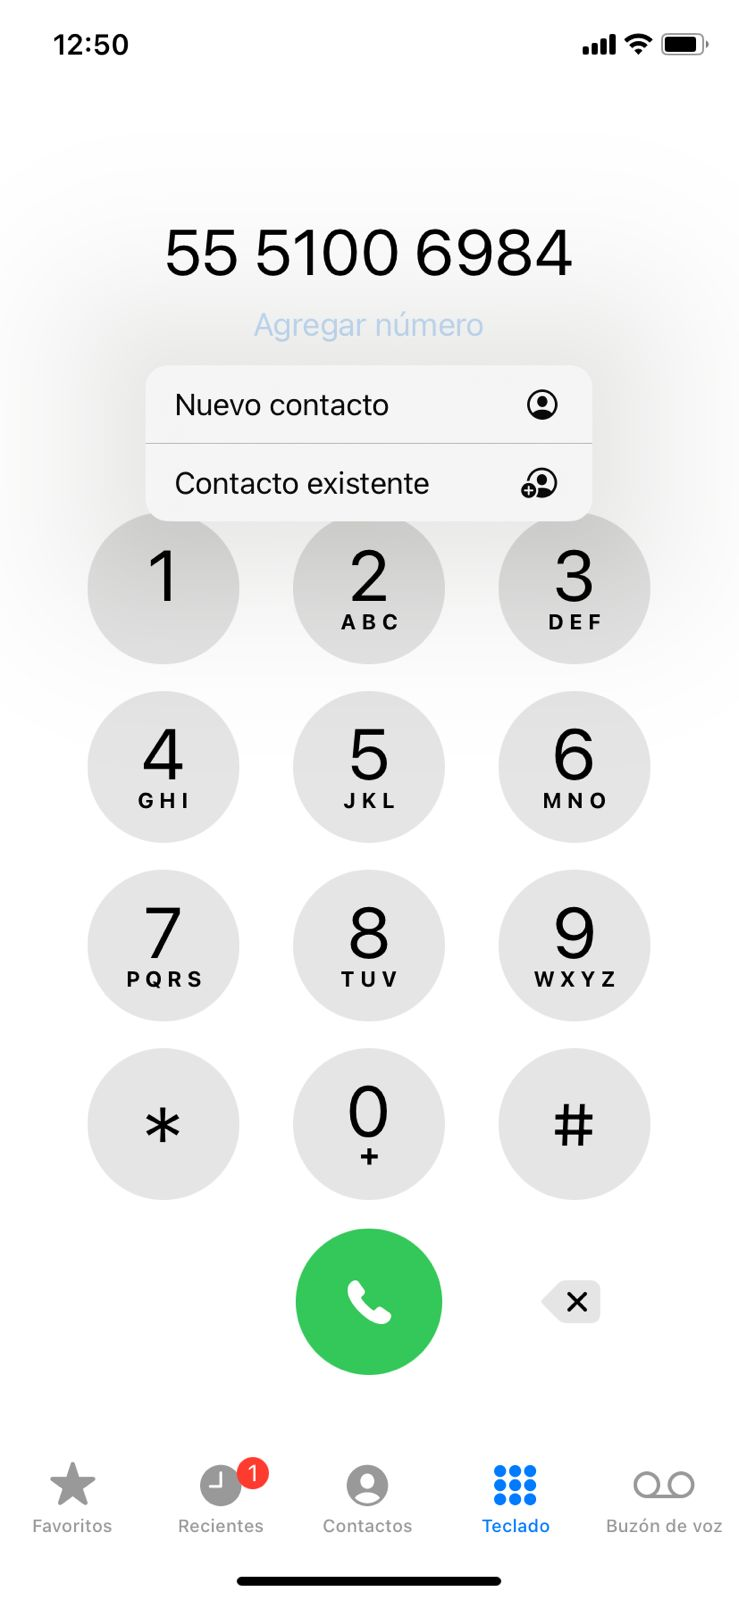 12:50
55 5100 6984
Agregar número
Nuevo contacto
Contacto existente
1 2 3
ABC DEF
4 5 6
GHI JKL MNO
7 8 9
PQRS TUV WXYZ
* 0 #
+
1
Favoritos Recientes Contactos Teclado Buzón de voz